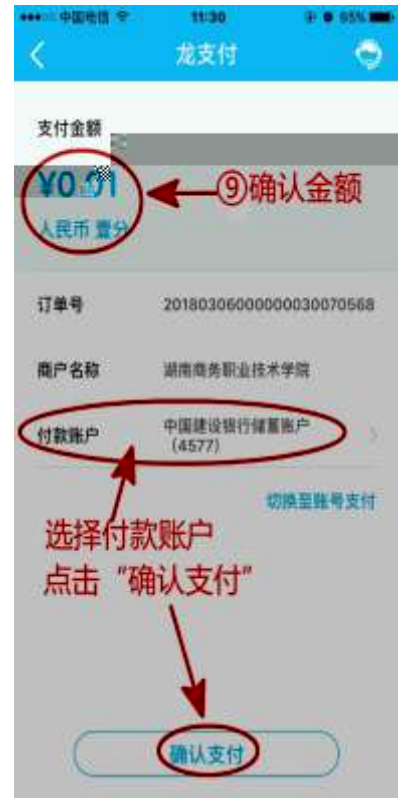 中国电信 11:30 95%
龙支付
支付金额
¥0.01
⑨确认金额
人民币 壹分
订单号 20180306000000030070568
商户名称 湖南商务职业技术学院
付款账户 中国建设银行储蓄账户
(4577)
切换至账号支付
选择付款账户
点击“确认支付”
确认支付